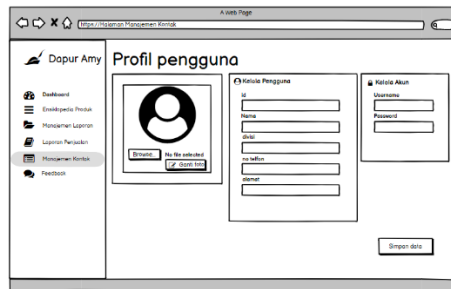 A Web Page
https://Halaman Manajemen Kontak
Dapur Amy
Profil pengguna
Dashboard
Ensiklopedia Produk
Manajemen Laporan
Laporan Penjualan
Manajemen Kontak
Feedback
Browse...
No file selected
Ganti foto
Kelola Pengguna
Id
Nama
divisi
no telfon
alamat
Kelola Akun
Username
Password
Simpan data